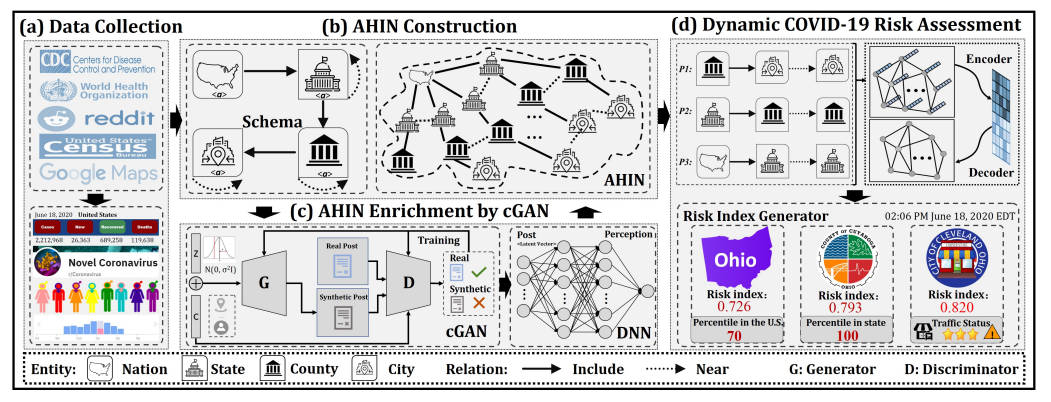 (a) Data Collection
CDC Centers for Disease
Control and Prevention
World Health
Organization
reddit
United States®
Census
Bureau
Google Maps
June 18, 2020 United States
Cases New Recovered Deaths
2,212,968 26,363 689,258 119,638
Novel Coronavirus
r/Coronavirus
(b) AHIN Construction
<a>
Schema
<a> <a>
AHIN
(c) AHIN Enrichment by cGAN
Z
N(0, σ²I)
C
G
Real Post
Synthetic Post
D
Training
Real
Synthetic
cGAN
Post
<Latent Vector>
Perception
DNN
(d) Dynamic COVID-19 Risk Assessment
P1:
P2:
P3:
Encoder
Decoder
Risk Index Generator 02:06 PM June 18, 2020 EDT
Ohio
Risk index:
0.726
Percentile in the U.S.
70
COUNTY OF CUYAHOGA
OHIO
Risk index:
0.793
Percentile in state
100
CITY OF CLEVELAND OHIO
Risk index:
0.820
Traffic Status
Entity: Nation State County City Relation: Include Near G: Generator D: Discriminator